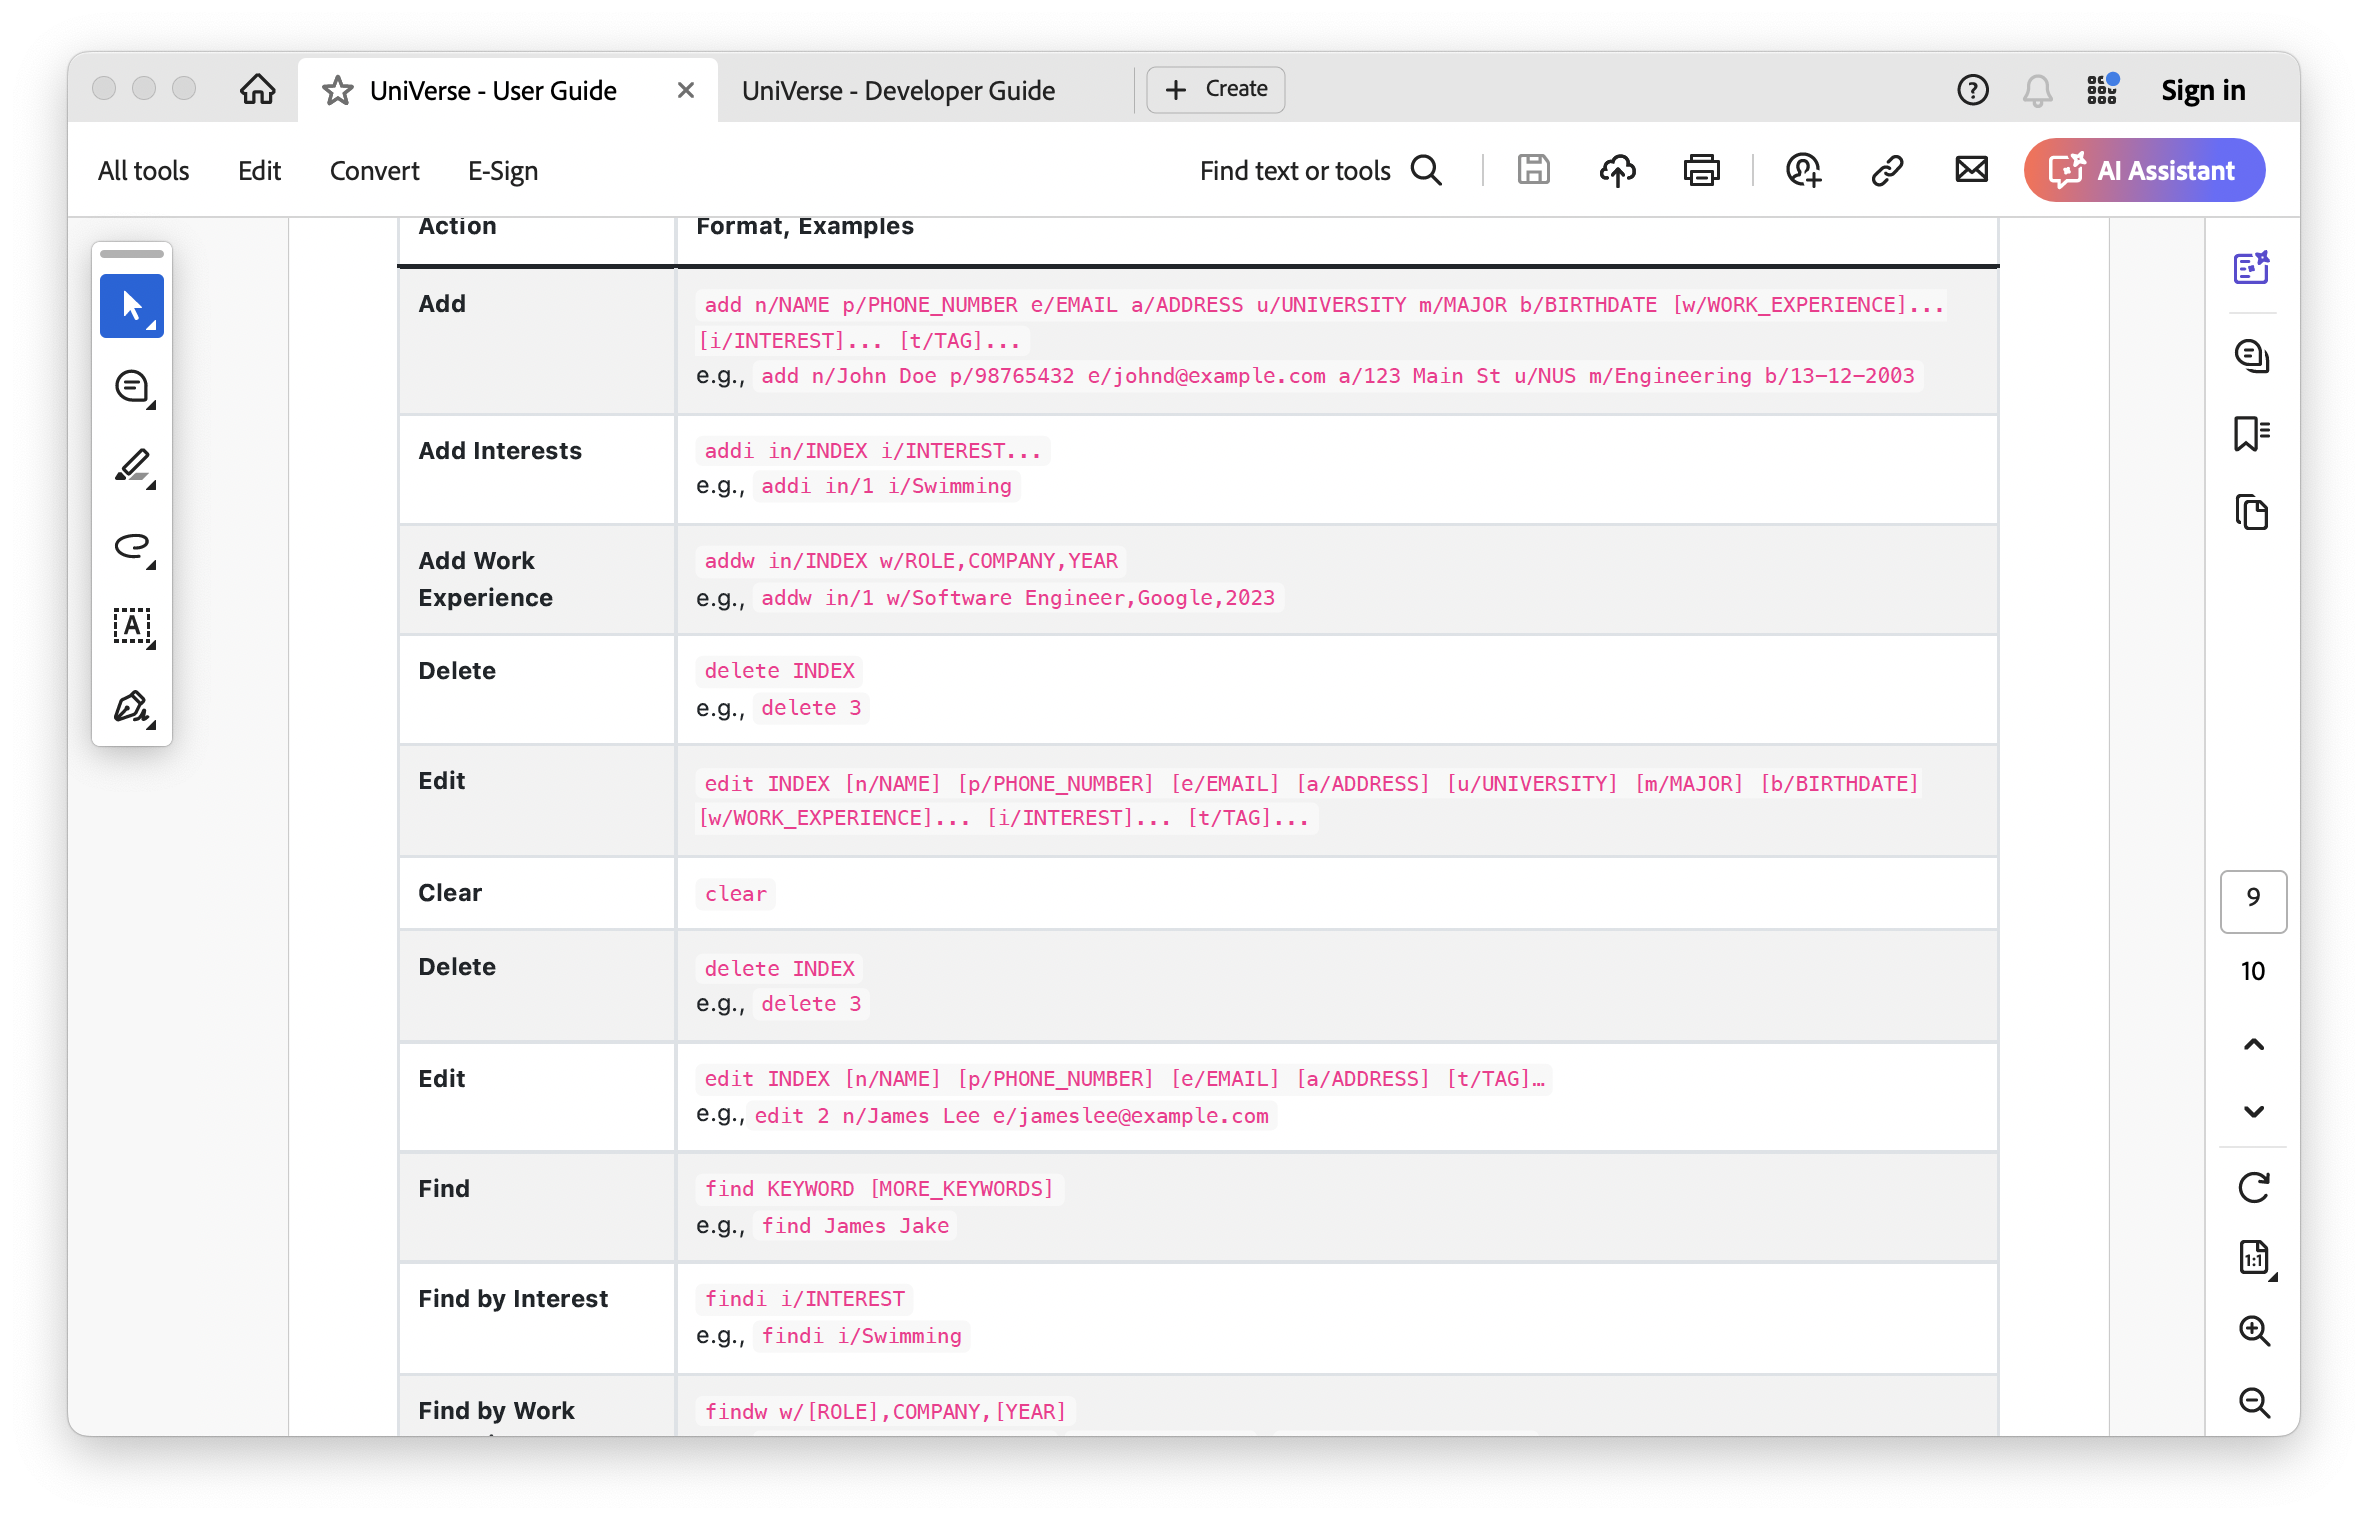 UniVerse - User Guide
UniVerse - Developer Guide
Create
Sign in
All tools
Edit
Convert
E-Sign
Find text or tools
AI Assistant
Action
Format, Examples
Add
add n/NAME p/PHONE_NUMBER e/EMAIL a/ADDRESS u/UNIVERSITY m/MAJOR b/BIRTHDATE [w/WORK_EXPERIENCE]...
[i/INTEREST]... [t/TAG]...
e.g., add n/John Doe p/98765432 e/johnd@example.com a/123 Main St u/NUS m/Engineering b/13-12-2003
Add Interests
addi in/INDEX i/INTEREST...
e.g., addi in/1 i/Swimming
Add Work
Experience
addw in/INDEX w/ROLE,COMPANY,YEAR
e.g., addw in/1 w/Software Engineer,Google,2023
Delete
delete INDEX
e.g., delete 3
Edit
edit INDEX [n/NAME] [p/PHONE_NUMBER] [e/EMAIL] [a/ADDRESS] [u/UNIVERSITY] [m/MAJOR] [b/BIRTHDATE]
[w/WORK_EXPERIENCE]... [i/INTEREST]... [t/TAG]...
Clear
clear
Delete
delete INDEX
e.g., delete 3
Edit
edit INDEX [n/NAME] [p/PHONE_NUMBER] [e/EMAIL] [a/ADDRESS] [t/TAG]…
e.g., edit 2 n/James Lee e/jameslee@example.com
Find
find KEYWORD [MORE_KEYWORDS]
e.g., find James Jake
Find by Interest
findi i/INTEREST
e.g., findi i/Swimming
Find by Work
findw w/[ROLE],COMPANY,[YEAR]
9
10
1:1